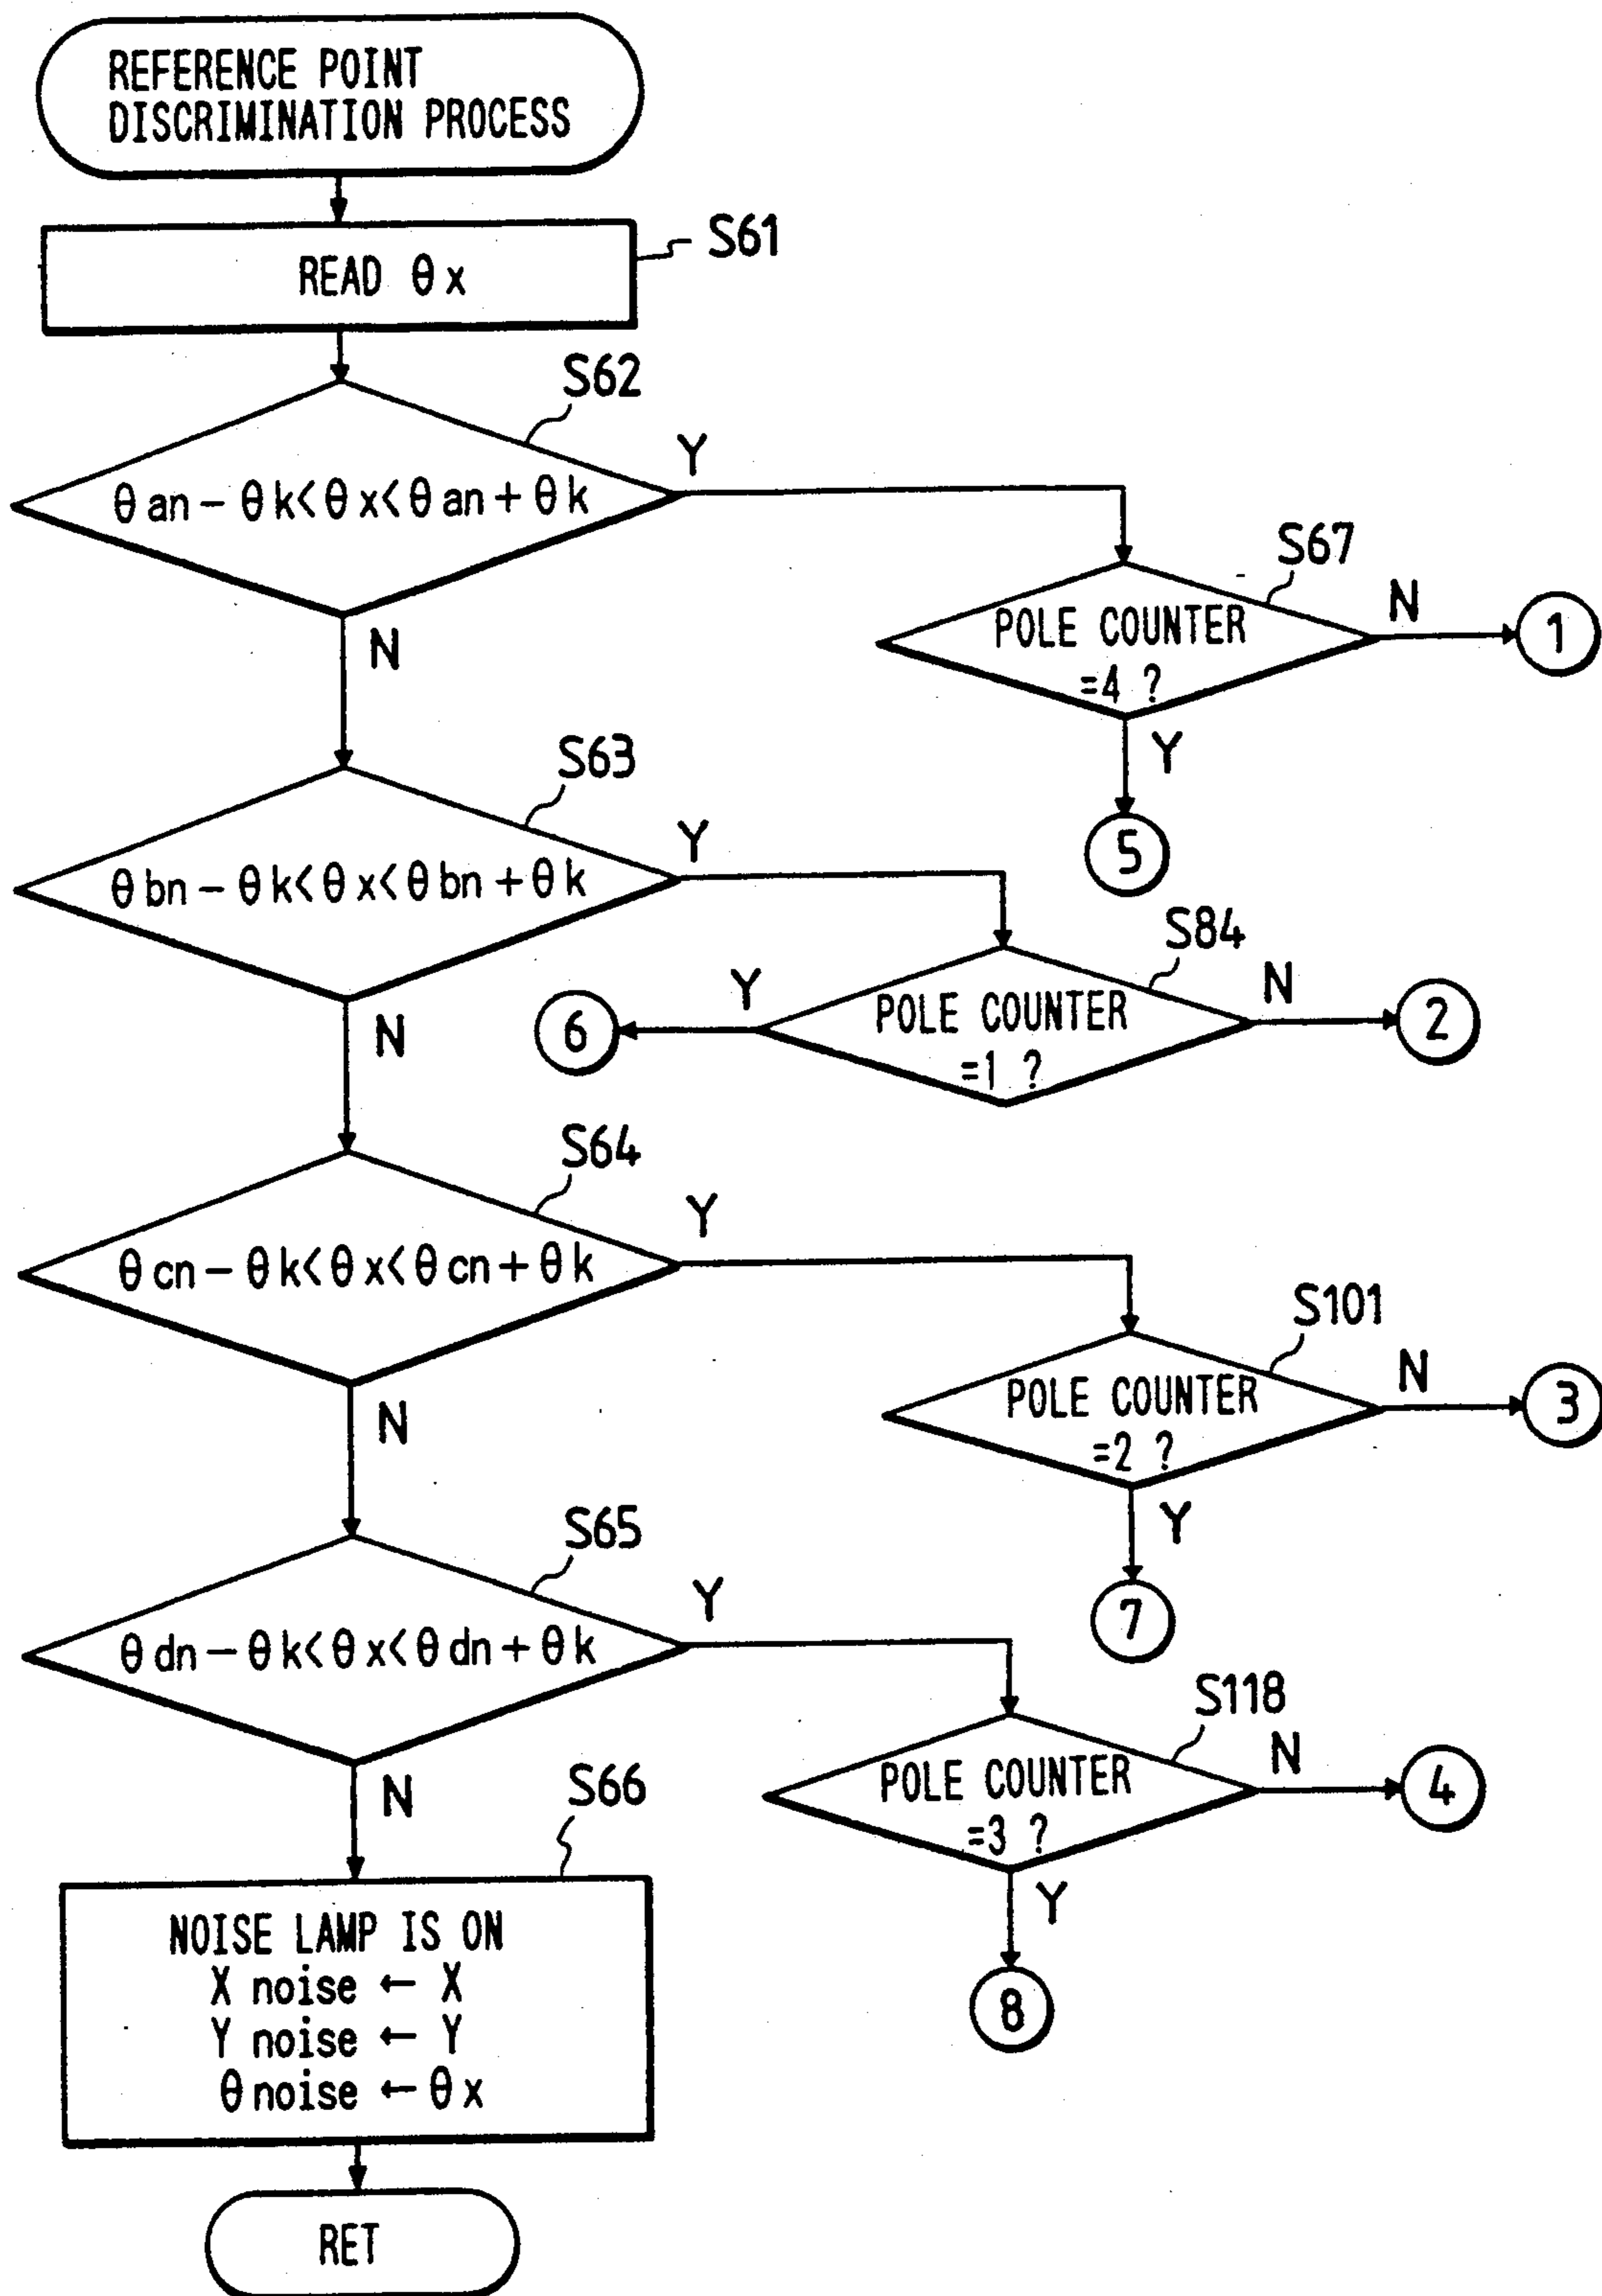 REFERENCE POINT
DISCRIMINATION PROCESS
S61
READ θx
S62
θan − θk<θx<θan + θk
Y
N
S67
POLE COUNTER
=4 ?
N
1
Y
5
S63
θbn − θk<θx<θbn + θk
Y
N
S84
POLE COUNTER
=1 ?
Y
6
N
2
S64
θcn − θk<θx<θcn + θk
Y
N
S101
POLE COUNTER
=2 ?
N
3
Y
7
S65
θdn − θk<θx<θdn + θk
Y
N
S118
POLE COUNTER
=3 ?
N
4
Y
8
S66
NOISE LAMP IS ON
X noise ← X
Y noise ← Y
θnoise ← θx
RET